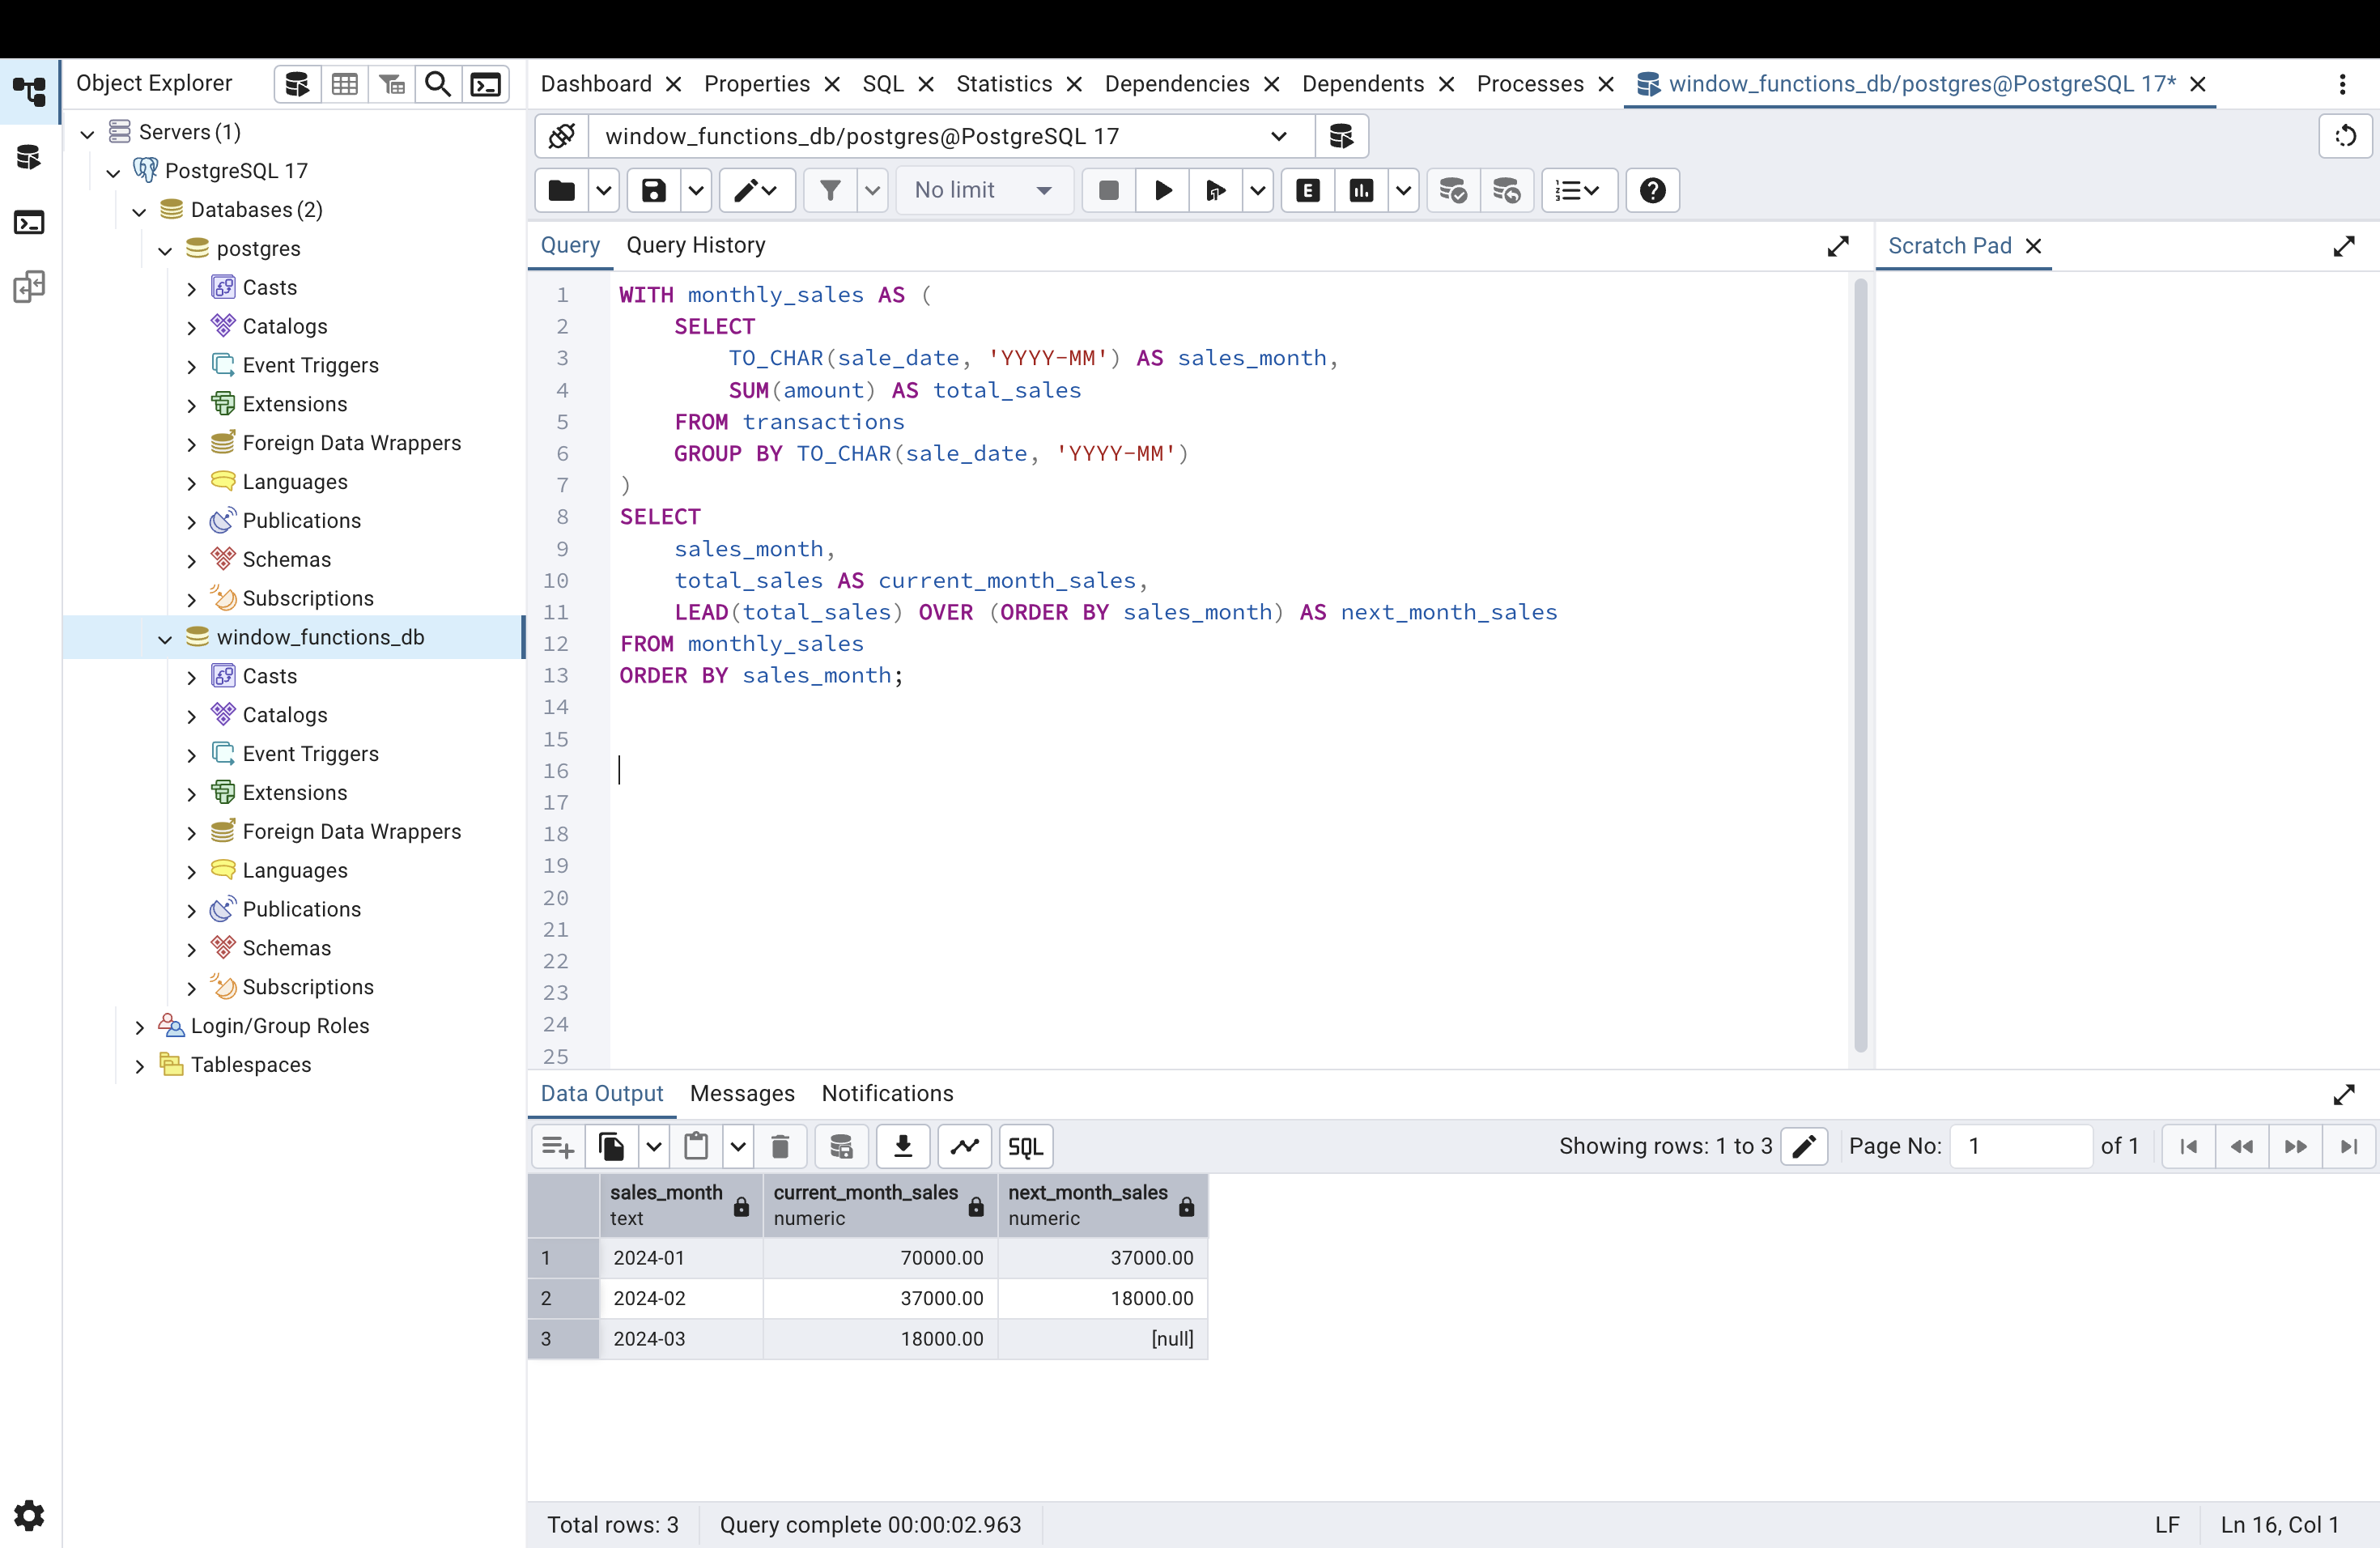 Object Explorer
Servers (1)
PostgreSQL 17
Databases (2)
postgres
Casts
Catalogs
Event Triggers
Extensions
Foreign Data Wrappers
Languages
Publications
Schemas
Subscriptions
window_functions_db
Casts
Catalogs
Event Triggers
Extensions
Foreign Data Wrappers
Languages
Publications
Schemas
Subscriptions
Login/Group Roles
Tablespaces
Dashboard Properties SQL Statistics Dependencies Dependents Processes window_functions_db/postgres@PostgreSQL 17*
window_functions_db/postgres@PostgreSQL 17
No limit E
Query Query History
Scratch Pad
1 WITH monthly_sales AS (
2 SELECT
3 TO_CHAR(sale_date, 'YYYY-MM') AS sales_month,
4 SUM(amount) AS total_sales
5 FROM transactions
6 GROUP BY TO_CHAR(sale_date, 'YYYY-MM')
7 )
8 SELECT
9 sales_month,
10 total_sales AS current_month_sales,
11 LEAD(total_sales) OVER (ORDER BY sales_month) AS next_month_sales
12 FROM monthly_sales
13 ORDER BY sales_month;
14
15
16
17
18
19
20
21
22
23
24
25
Data Output Messages Notifications
SQL Showing rows: 1 to 3 Page No: 1 of 1
sales_month current_month_sales next_month_sales
text numeric numeric
1 2024-01 70000.00 37000.00
2 2024-02 37000.00 18000.00
3 2024-03 18000.00 [null]
Total rows: 3 Query complete 00:00:02.963 LF Ln 16, Col 1